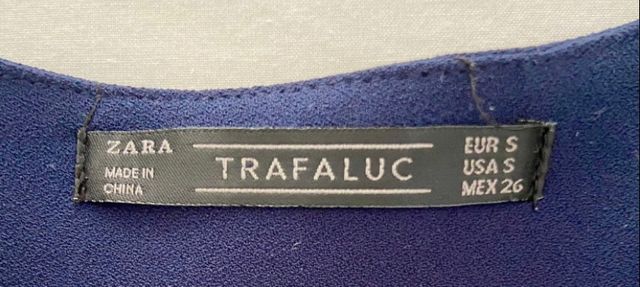 ZARA
MADE IN
CHINA
TRAFALUC
EUR S
USA S
MEX 26